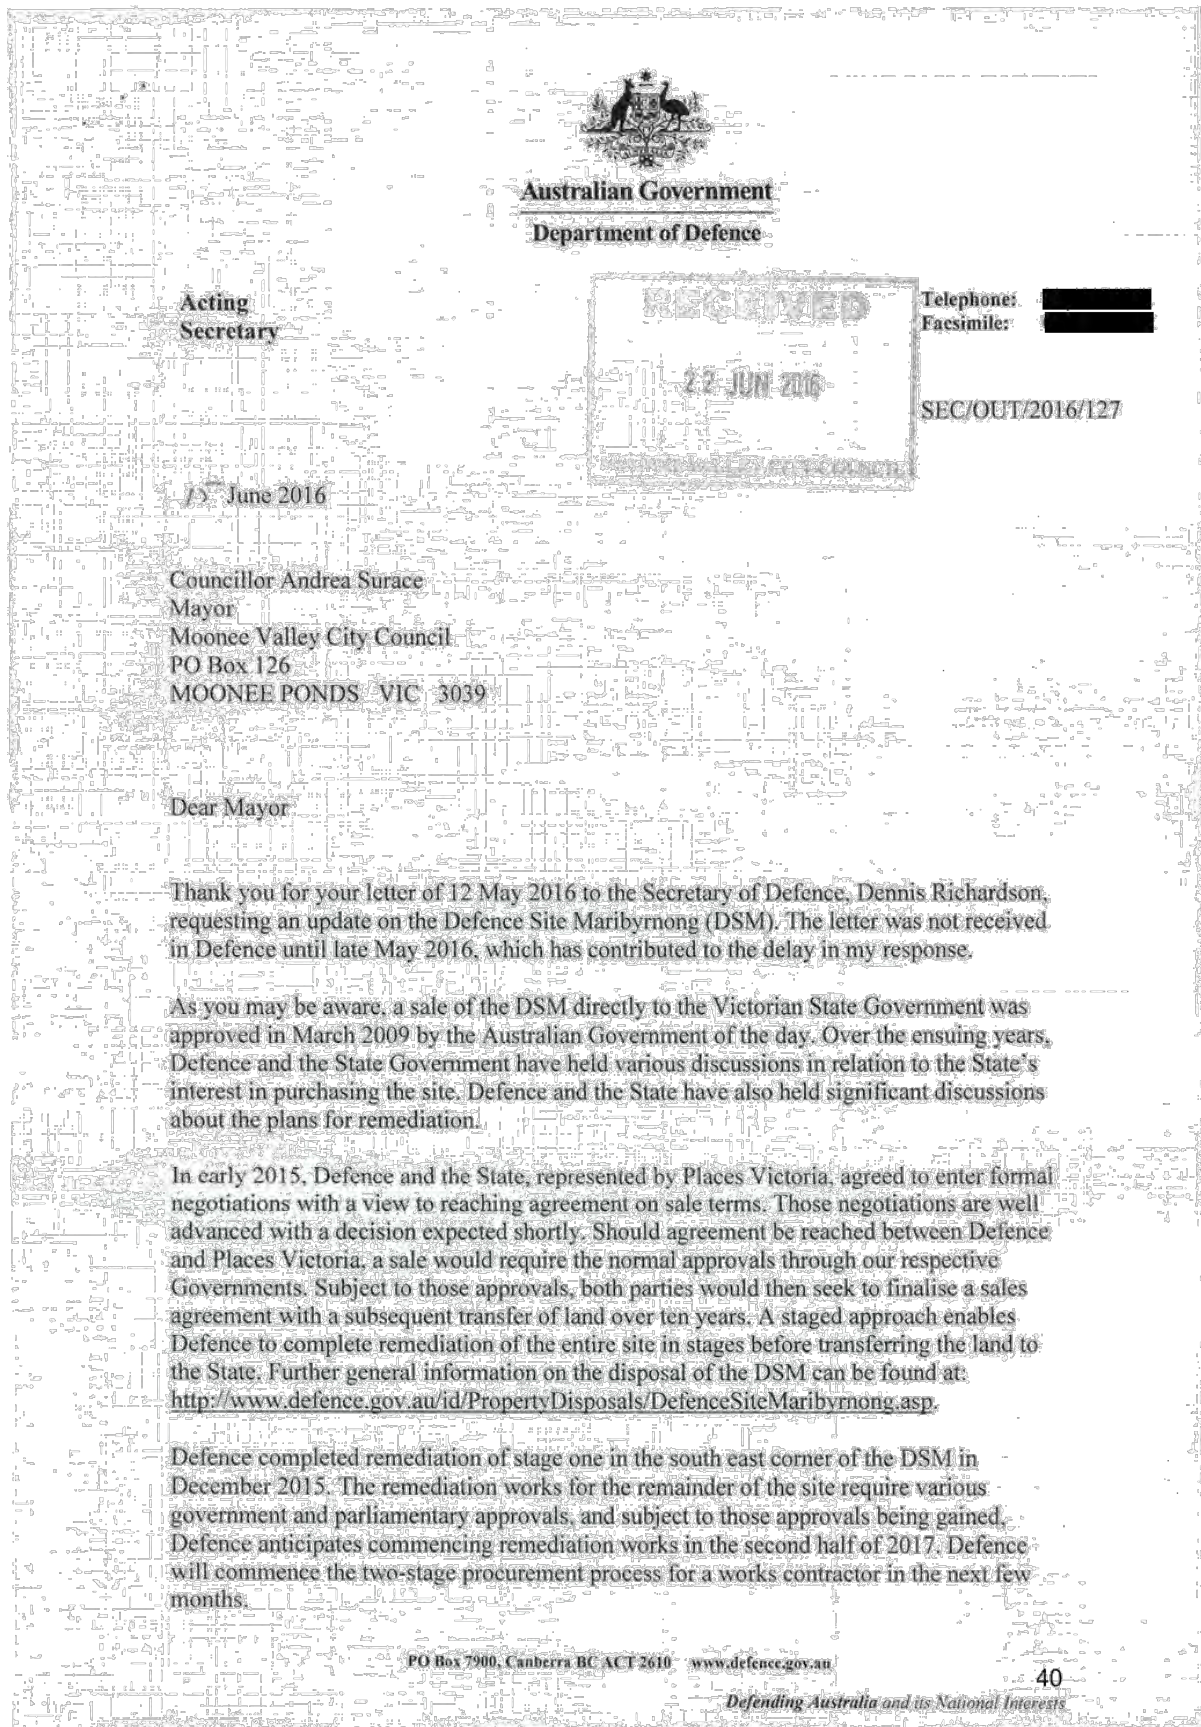 Australian Government
Department of Defence
Acting
Secretary
RECEIVED
22 JUN 2016
Telephone:
Facsimile:
SEC/OUT/2016/127
15 June 2016
Councillor Andrea Surace
Mayor
Moonee Valley City Council
PO Box 126
MOONEE PONDS VIC 3039
Dear Mayor
Thank you for your letter of 12 May 2016 to the Secretary of Defence, Dennis Richardson,
requesting an update on the Defence Site Maribyrnong (DSM). The letter was not received
in Defence until late May 2016, which has contributed to the delay in my response.
As you may be aware, a sale of the DSM directly to the Victorian State Government was
approved in March 2009 by the Australian Government of the day. Over the ensuing years,
Defence and the State Government have held various discussions in relation to the State's
interest in purchasing the site. Defence and the State have also held significant discussions
about the plans for remediation.
In early 2015, Defence and the State, represented by Places Victoria, agreed to enter formal
negotiations with a view to reaching agreement on sale terms. Those negotiations are well
advanced with a decision expected shortly. Should agreement be reached between Defence
and Places Victoria, a sale would require the normal approvals through our respective
Governments. Subject to those approvals, both parties would then seek to finalise a sales
agreement with a subsequent transfer of land over ten years. A staged approach enables
Defence to complete remediation of the entire site in stages before transferring the land to
the State. Further general information on the disposal of the DSM can be found at:
http://www.defence.gov.au/id/PropertyDisposals/DefenceSiteMaribyrnong.asp.
Defence completed remediation of stage one in the south east corner of the DSM in
December 2015. The remediation works for the remainder of the site require various
government and parliamentary approvals, and subject to those approvals being gained,
Defence anticipates commencing remediation works in the second half of 2017. Defence
will commence the two-stage procurement process for a works contractor in the next few
months.
PO Box 7900, Canberra BC ACT 2610 www.defence.gov.au
40
Defending Australia and its National Interests